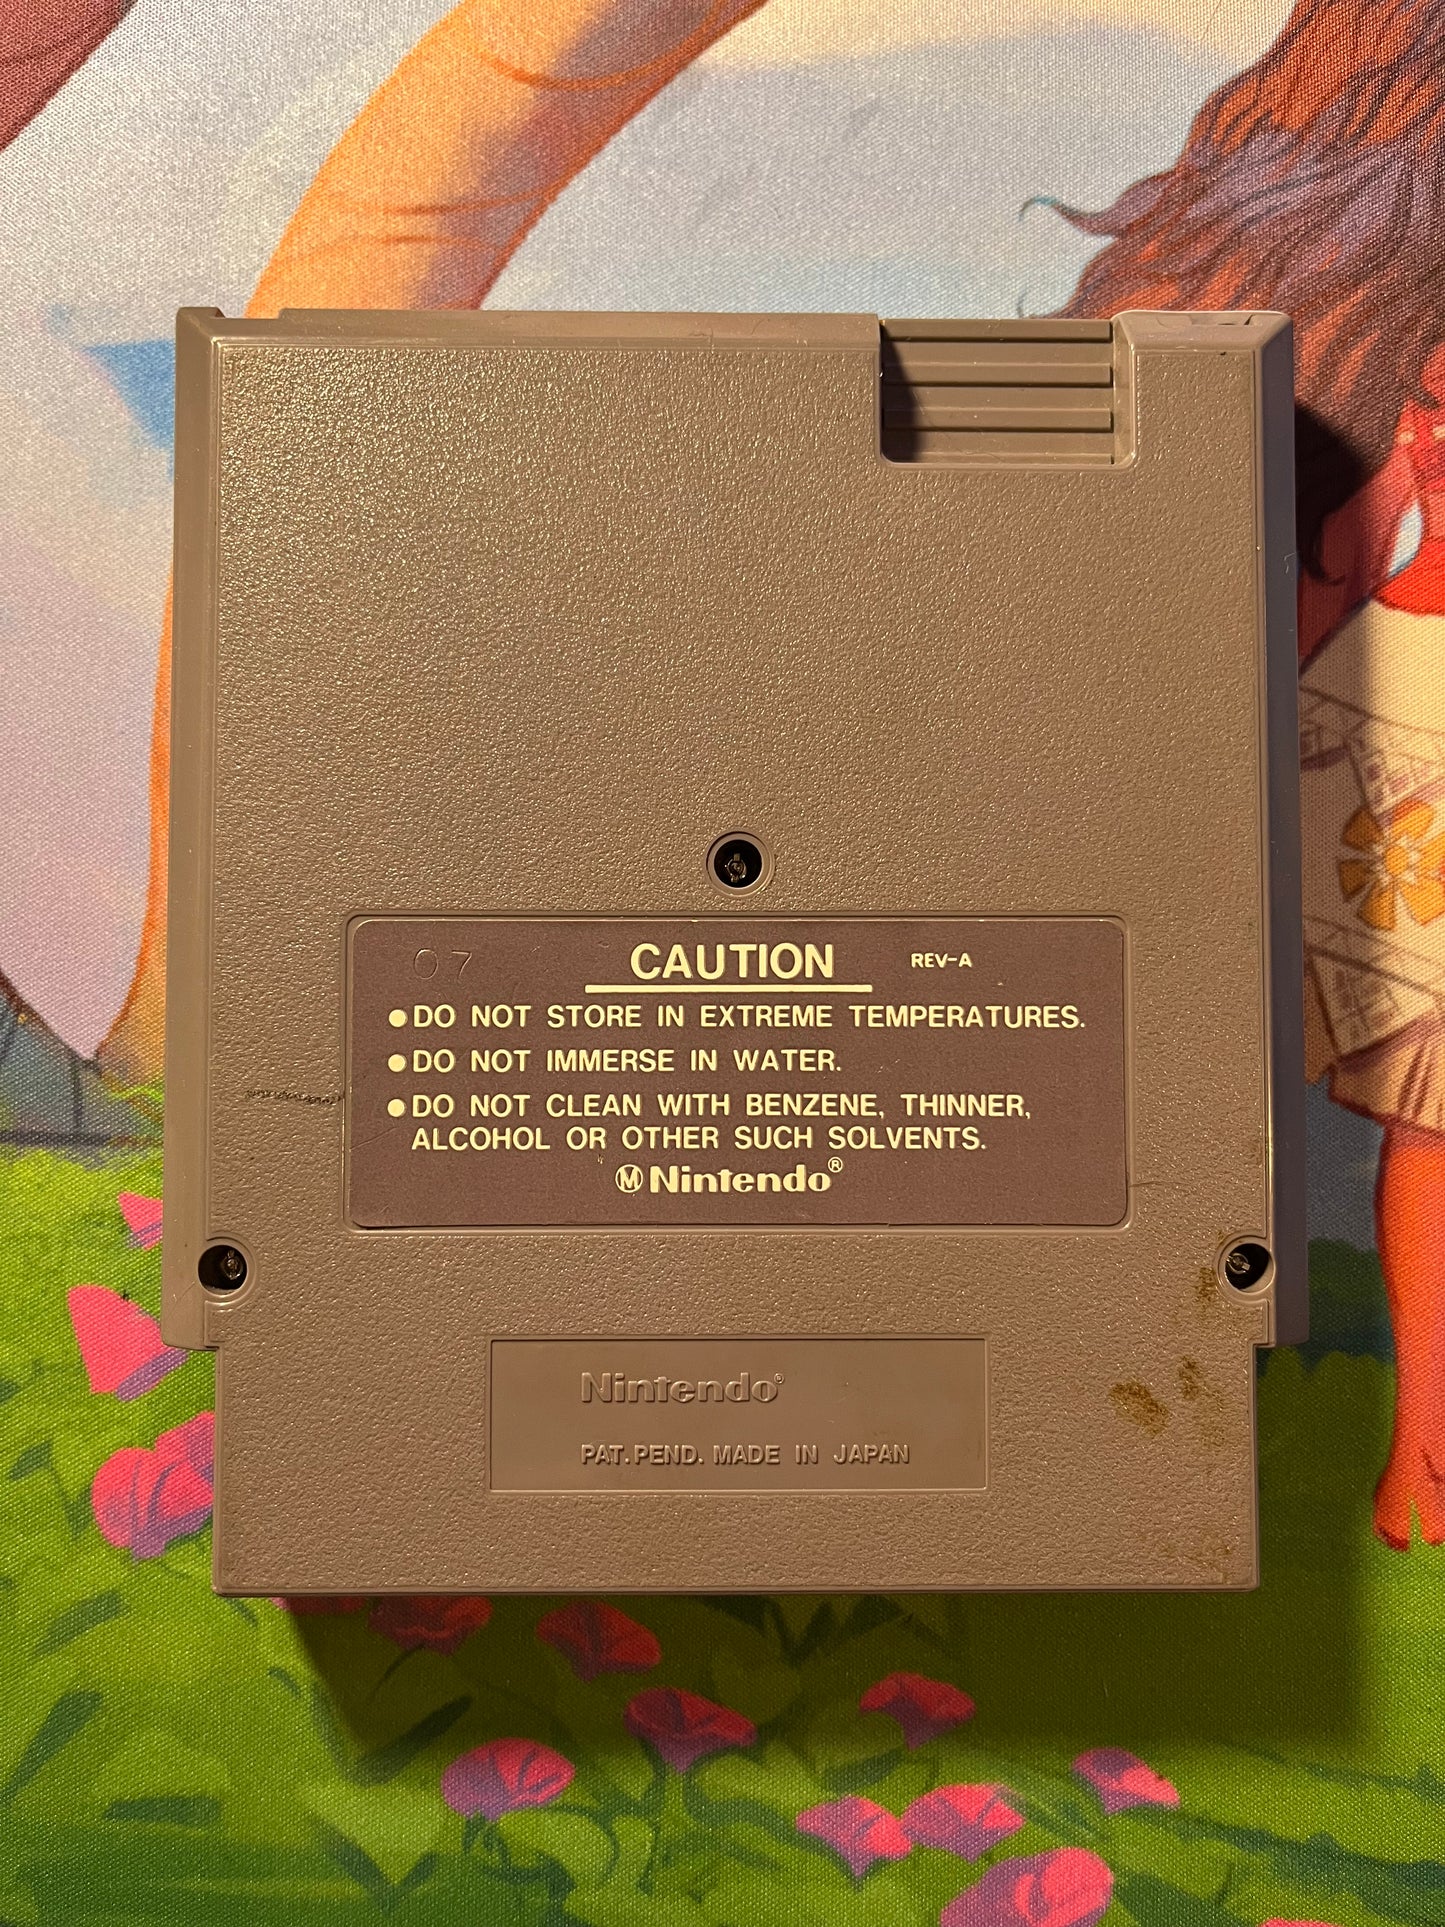 07 CAUTION REV-A
●DO NOT STORE IN EXTREME TEMPERATURES.
●DO NOT IMMERSE IN WATER.
●DO NOT CLEAN WITH BENZENE, THINNER,
ALCOHOL OR OTHER SUCH SOLVENTS.
Ⓜ Nintendo®
Nintendo®
PAT. PEND. MADE IN JAPAN